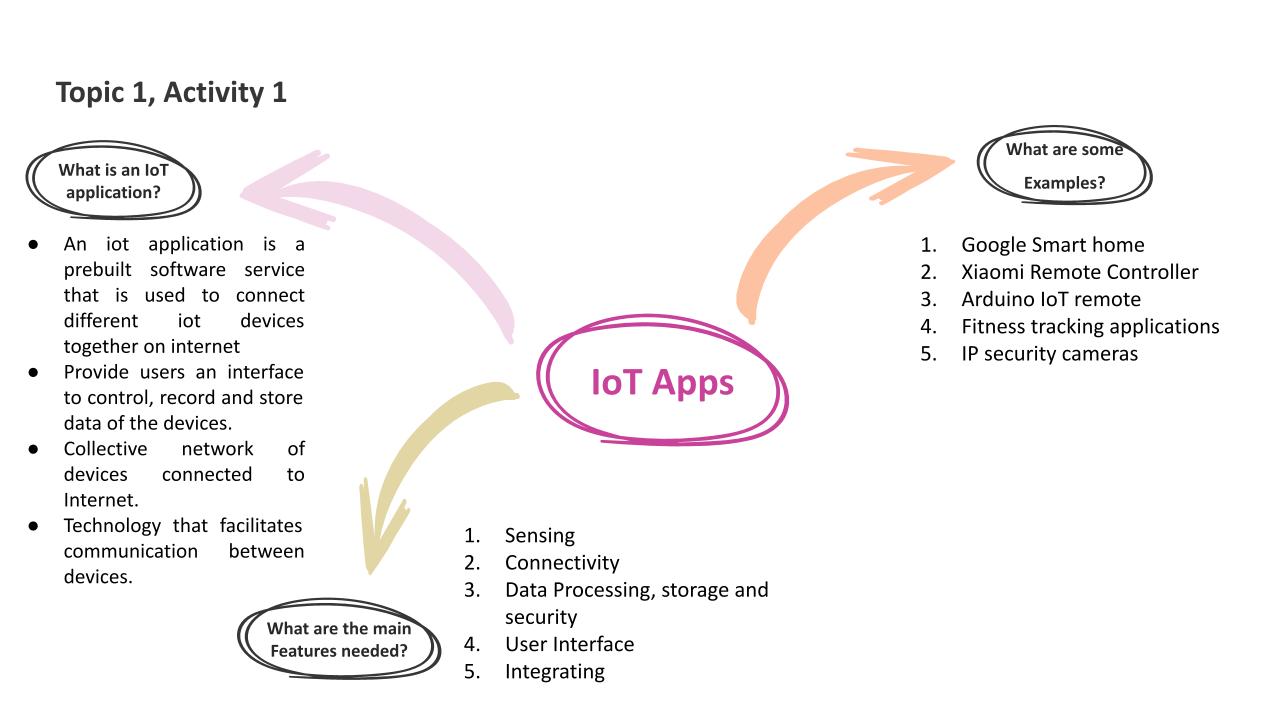 Topic 1, Activity 1
What is an IoT
application?
● An iot application is a
prebuilt software service
that is used to connect
different iot devices
together on internet
● Provide users an interface
to control, record and store
data of the devices.
● Collective network of
devices connected to
Internet.
● Technology that facilitates
communication between
devices.
IoT Apps
What are some
Examples?
1. Google Smart home
2. Xiaomi Remote Controller
3. Arduino IoT remote
4. Fitness tracking applications
5. IP security cameras
What are the main
Features needed?
1. Sensing
2. Connectivity
3. Data Processing, storage and
security
4. User Interface
5. Integrating